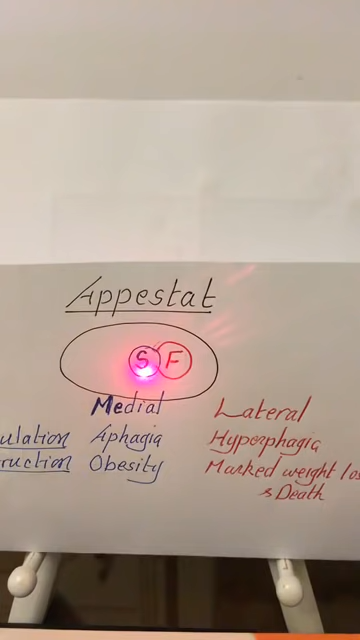 Appestat
S F
Medial Lateral
ulation Aphagia Hyperphagia
ruction Obesity Marked weight los
& Death